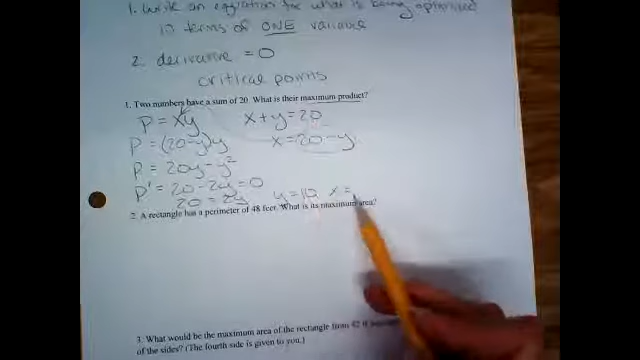 1. Write an equation for what is being optimized
in terms of ONE variable
2. derivative = 0
critical points
1. Two numbers have a sum of 20. What is their maximum product?
P = xy x + y = 20
P = (20-y)y x = 20 - y
P = 20y - y²
P' = 20 - 2y = 0
20 = 2y y = 10 x =
2. A rectangle has a perimeter of 48 feet. What is its maximum area?
3. What would be the maximum area of the rectangle from #2 if
of the sides? (The fourth side is given to you.)